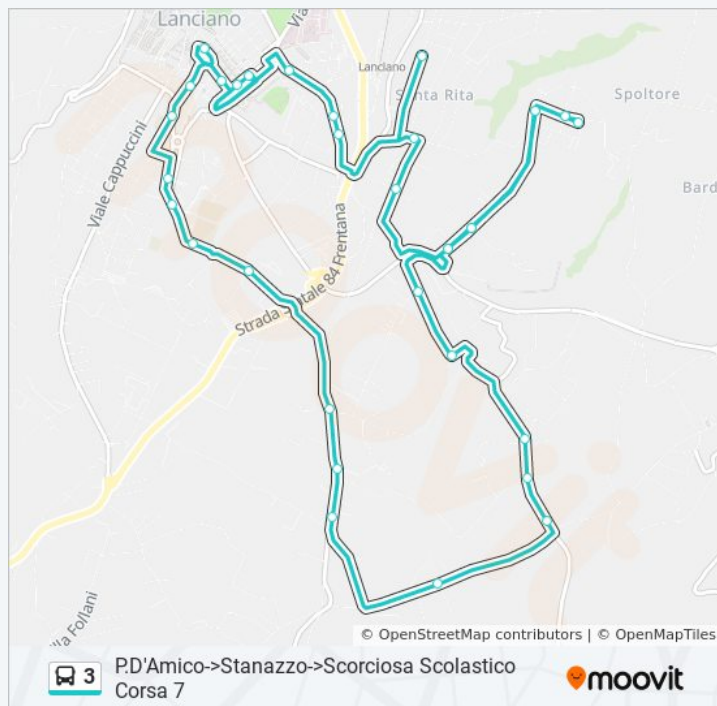 Lanciano
Via
Lanciano
Santa Rita
Spoltore
Bard
Viale Cappuccini
Strada Statale 84 Frentana
lla Follani
© OpenStreetMap contributors | © OpenMapTiles
3
P.D'Amico->Stanazzo->Scorciosa Scolastico
Corsa 7
moovit